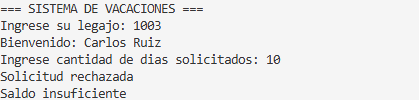 === SISTEMA DE VACACIONES ===
Ingrese su legajo: 1003
Bienvenido: Carlos Ruiz
Ingrese cantidad de dias solicitados: 10
Solicitud rechazada
Saldo insuficiente